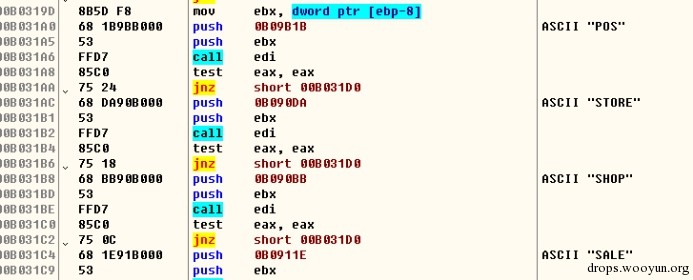 00B0319D 8B5D F8 mov ebx, dword ptr [ebp-8]
00B031A0 68 1B9BB000 push 0B09B1B ASCII "POS"
00B031A5 53 push ebx
00B031A6 FFD7 call edi
00B031A8 85C0 test eax, eax
00B031AA 75 24 jnz short 00B031D0
00B031AC 68 DA90B000 push 0B090DA ASCII "STORE"
00B031B1 53 push ebx
00B031B2 FFD7 call edi
00B031B4 85C0 test eax, eax
00B031B6 75 18 jnz short 00B031D0
00B031B8 68 BB90B000 push 0B090BB ASCII "SHOP"
00B031BD 53 push ebx
00B031BE FFD7 call edi
00B031C0 85C0 test eax, eax
00B031C2 75 0C jnz short 00B031D0
00B031C4 68 1E91B000 push 0B0911E ASCII "SALE"
00B031C9 53 push ebx
drops.wooyun.org